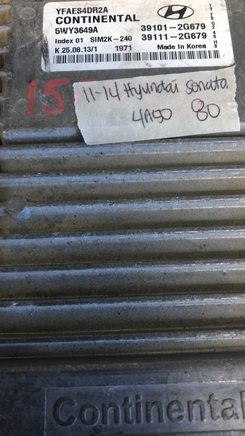 YFAES4DR2A
CONTINENTAL
HYUNDAI
5WY3649A
39101-2G679
Index 01 SIM2K-240
39111-2G679
K 25.08.13/1 1971
Made in Korea
15
11-14 Hyundai Sonata
4A50 80
Continental